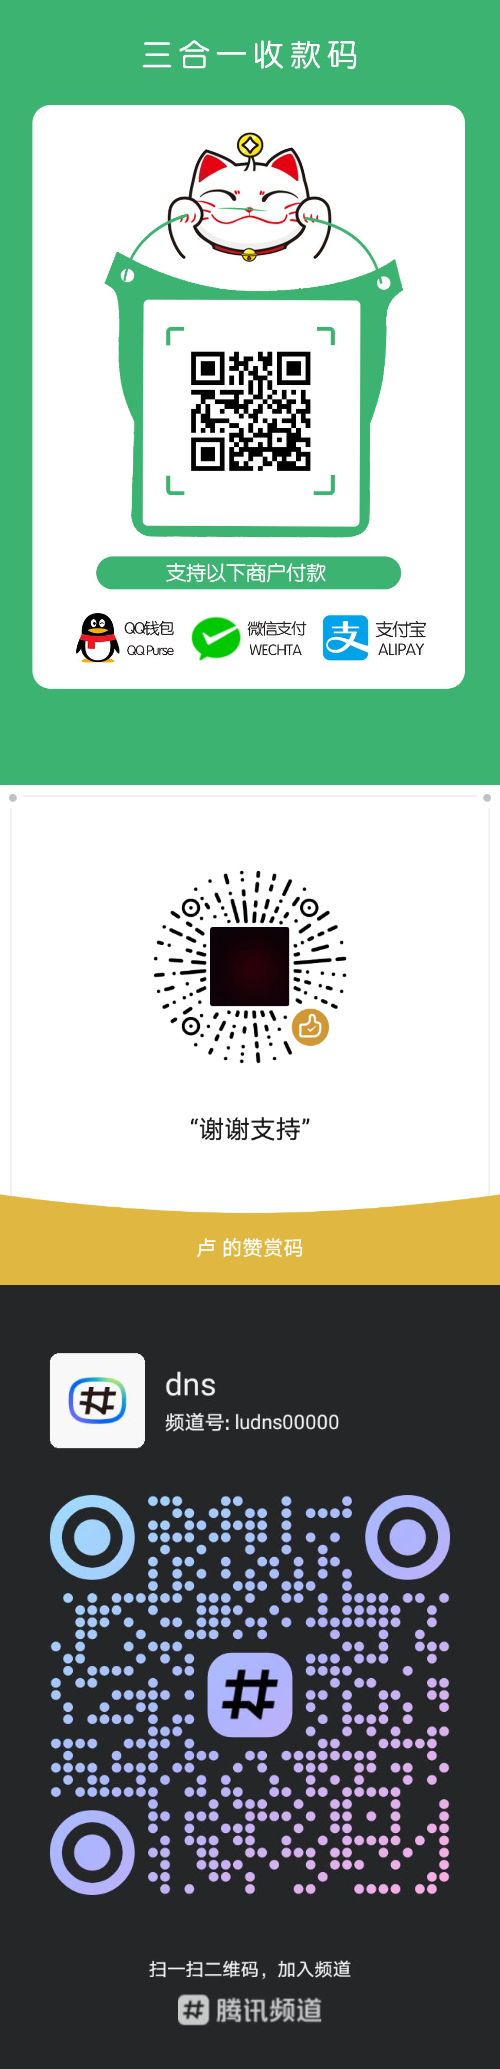 三合一收款码
支持以下商户付款
QQ钱包
QQ Purse
微信支付
WECHTA
支
支付宝
ALIPAY
“谢谢支持”
卢 的赞赏码
dns
频道号: ludns00000
扫一扫二维码，加入频道
腾讯频道